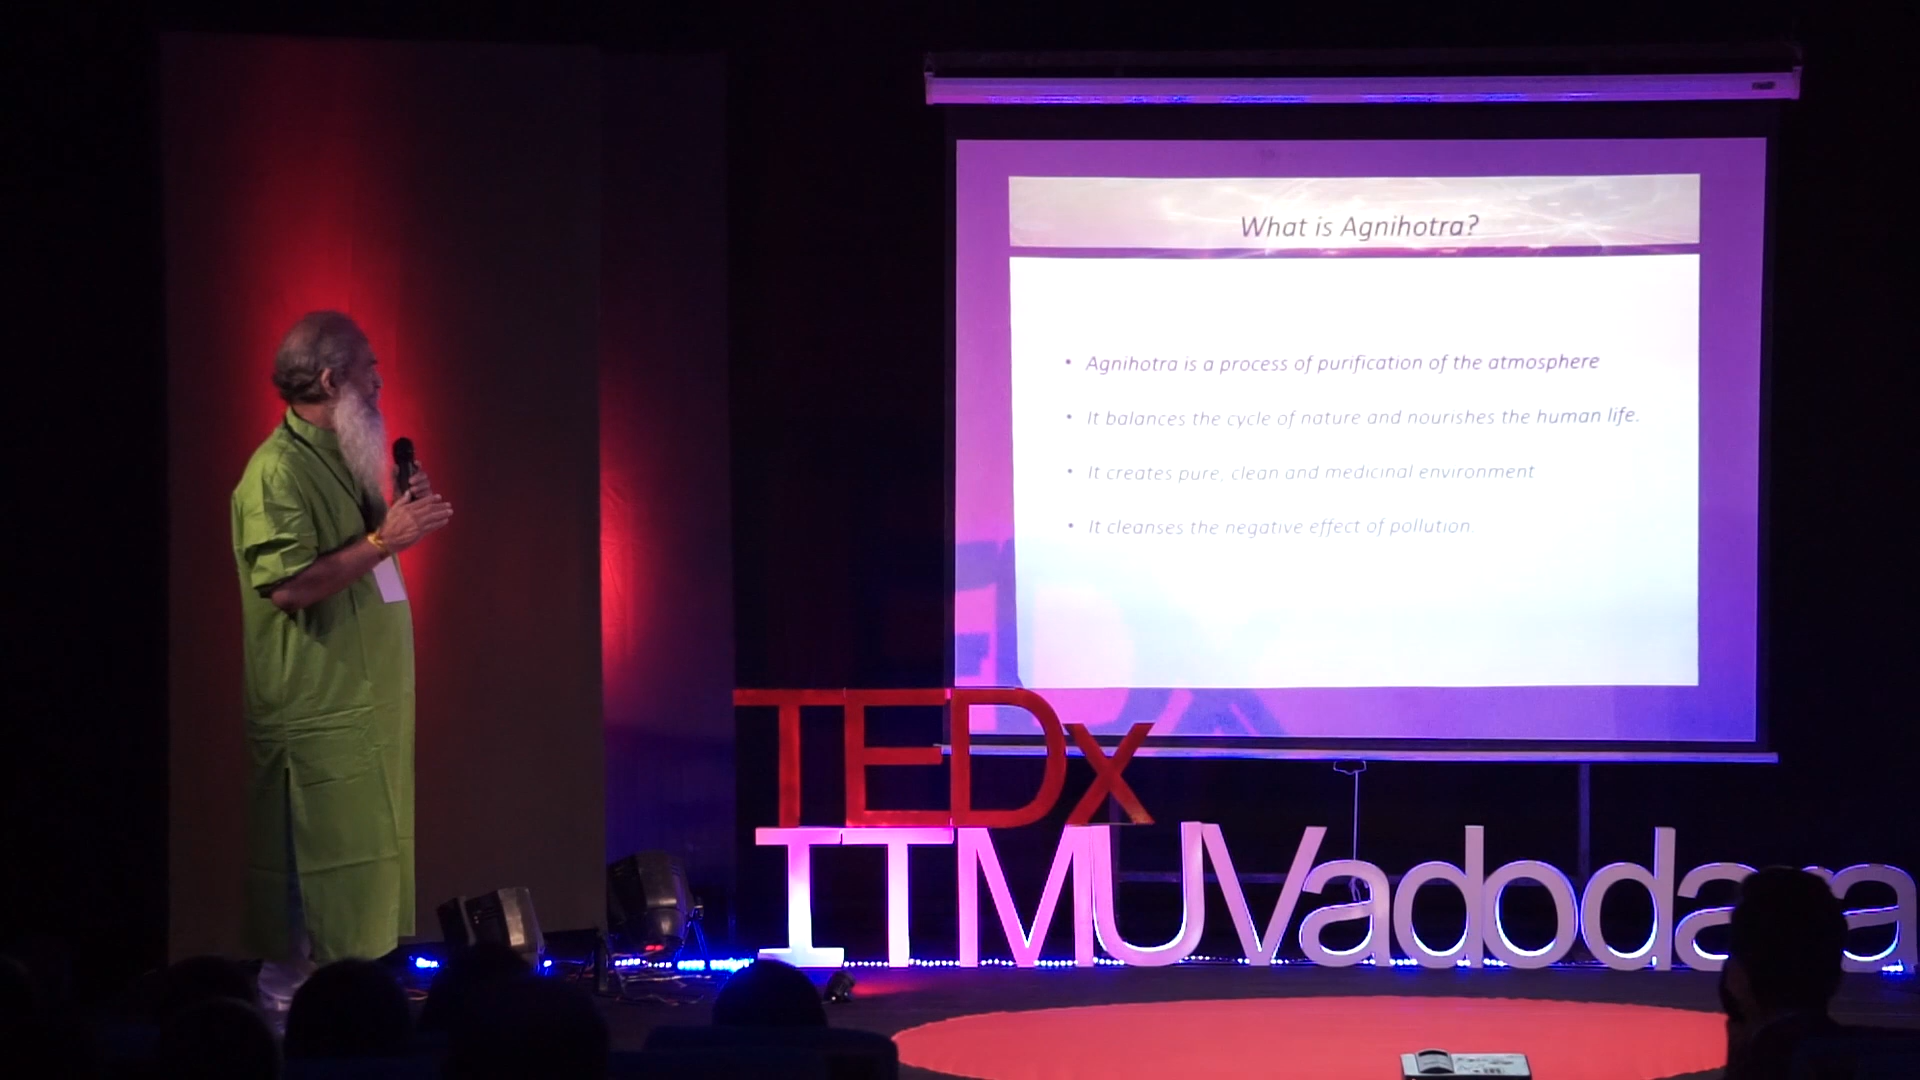 What is Agnihotra?
• Agnihotra is a process of purification of the atmosphere
• It balances the cycle of nature and nourishes the human life.
• It creates pure, clean and medicinal environment
• It cleanses the negative effect of pollution.
TEDx
ITMUVadodara